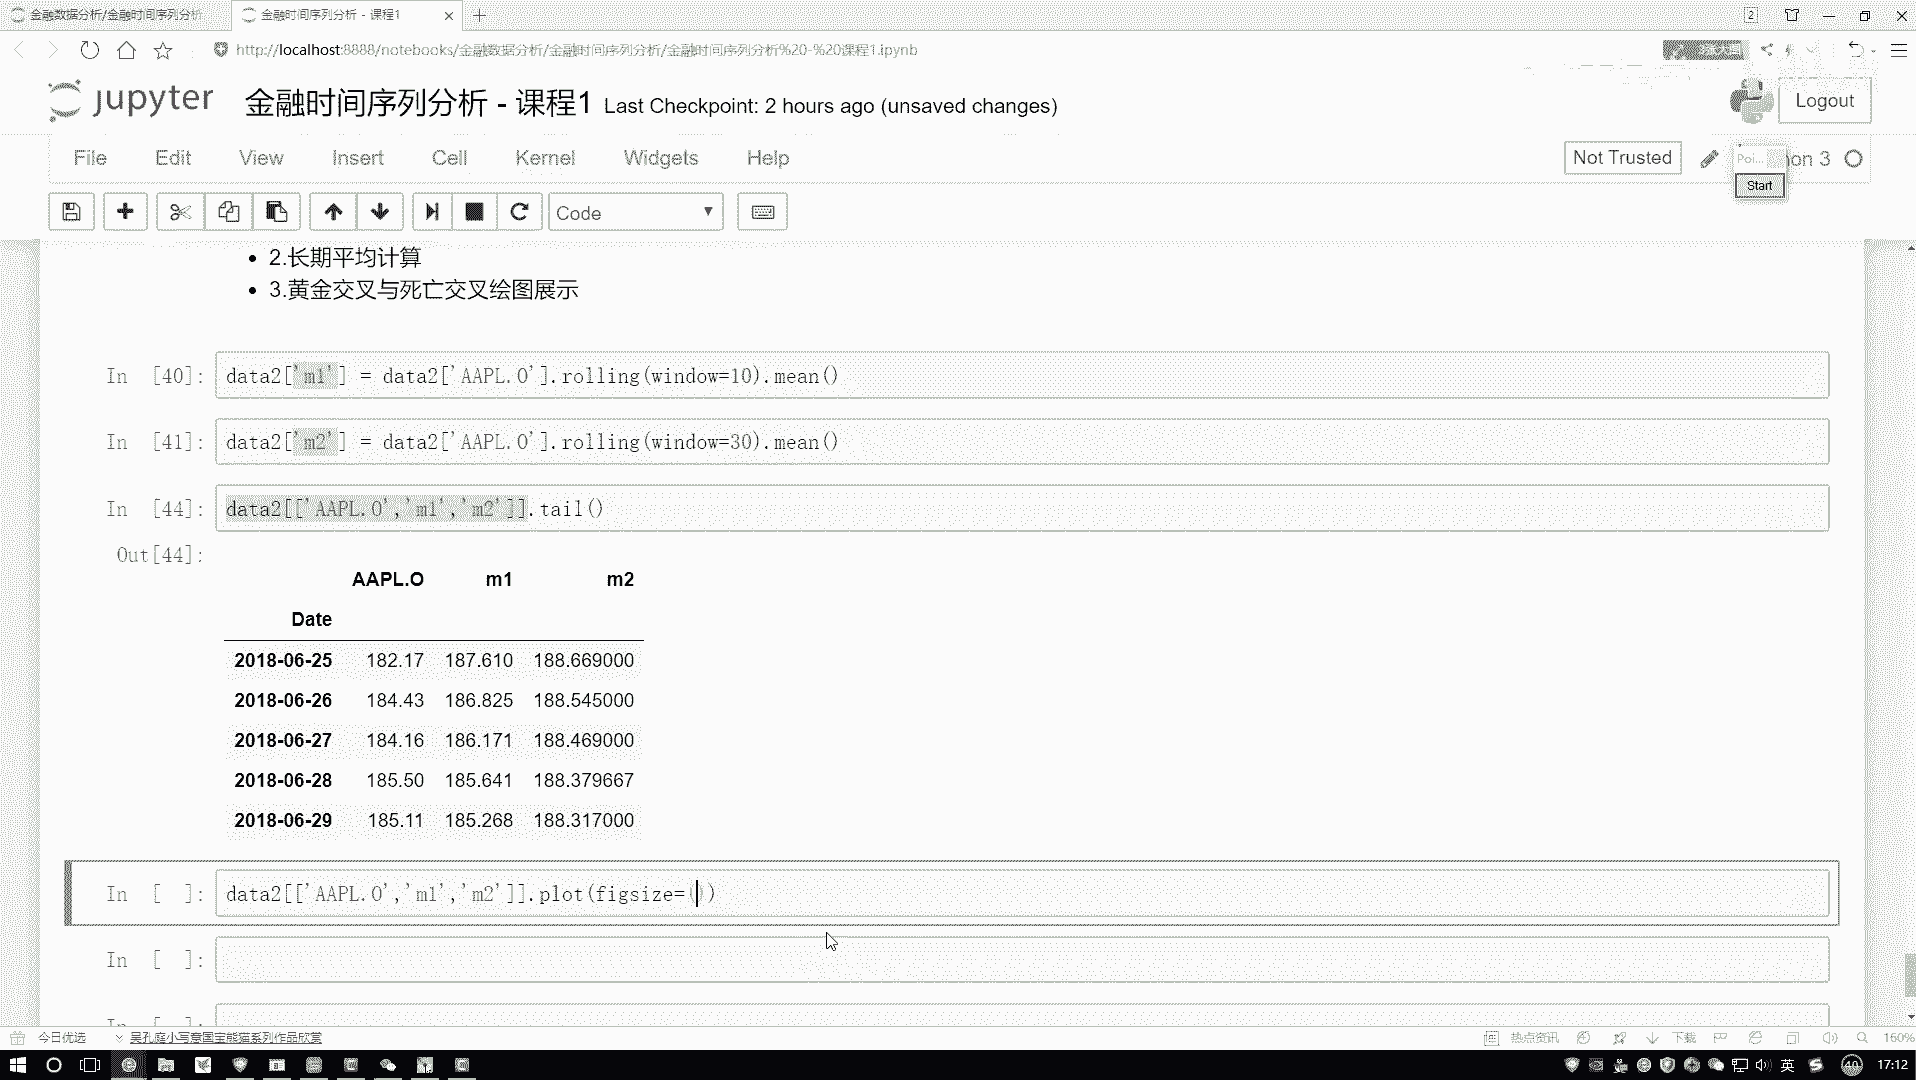 金融数据分析/金融时间序列分析
金融时间序列分析 - 课程1
2
http://localhost:8888/notebooks/金融数据分析/金融时间序列分析/金融时间序列分析%20-%20课程1.ipynb
jupyter
金融时间序列分析 - 课程1 Last Checkpoint: 2 hours ago (unsaved changes)
Logout
File Edit View Insert Cell Kernel Widgets Help
Not Trusted
Poi...
on 3
Start
Code
2.长期平均计算
3.黄金交叉与死亡交叉绘图展示
In [40]: data2['m1'] = data2['AAPL.O'].rolling(window=10).mean()
In [41]: data2['m2'] = data2['AAPL.O'].rolling(window=30).mean()
In [44]: data2[['AAPL.O','m1','m2']].tail()
Out[44]:
AAPL.O m1 m2
Date
2018-06-25 182.17 187.610 188.669000
2018-06-26 184.43 186.825 188.545000
2018-06-27 184.16 186.171 188.469000
2018-06-28 185.50 185.641 188.379667
2018-06-29 185.11 185.268 188.317000
In [ ]: data2[['AAPL.O','m1','m2']].plot(figsize=())
In [ ]:
In [ ]:
今日优选
吴孔庭小写意国宝熊猫系列作品欣赏
热点资讯
下载
160%
英
40
17:12